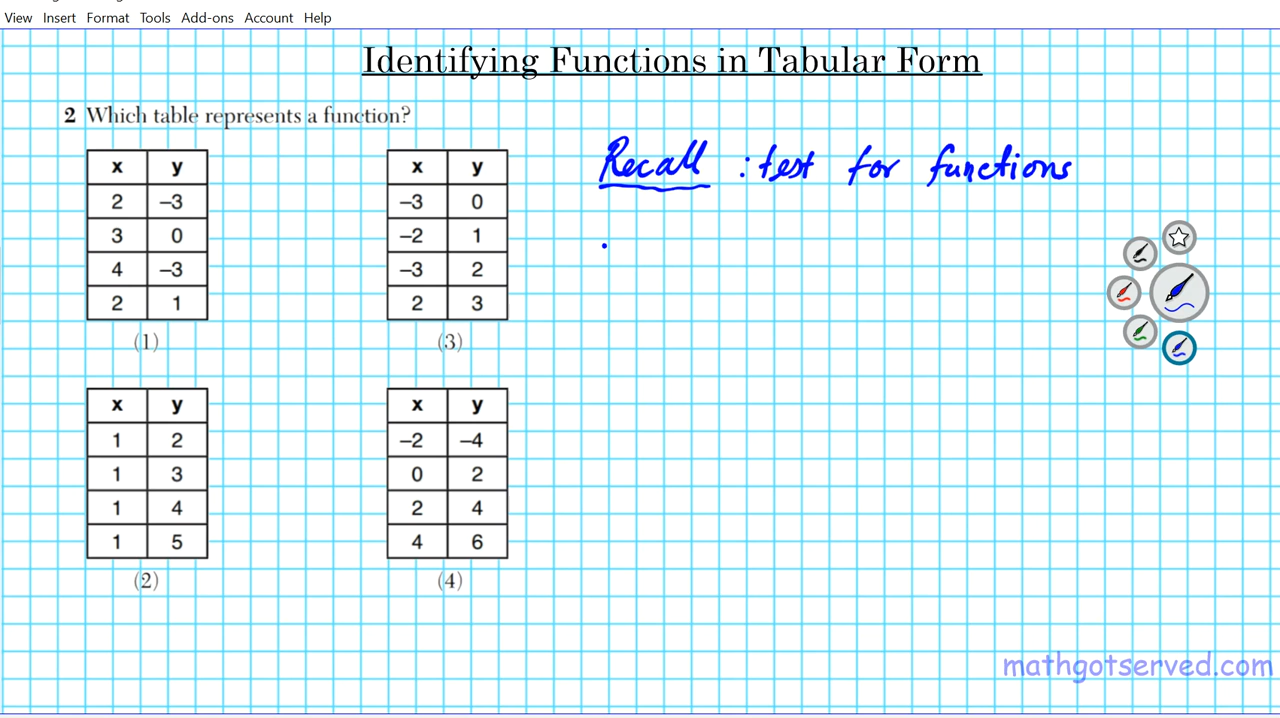 View Insert Format Tools Add-ons Account Help
Identifying Functions in Tabular Form
2 Which table represents a function?
x y
2 –3
3 0
4 –3
2 1
(1)
x y
–3 0
–2 1
–3 2
2 3
(3)
Recall : test for functions
x y
1 2
1 3
1 4
1 5
(2)
x y
–2 –4
0 2
2 4
4 6
(4)
mathgotserved.com